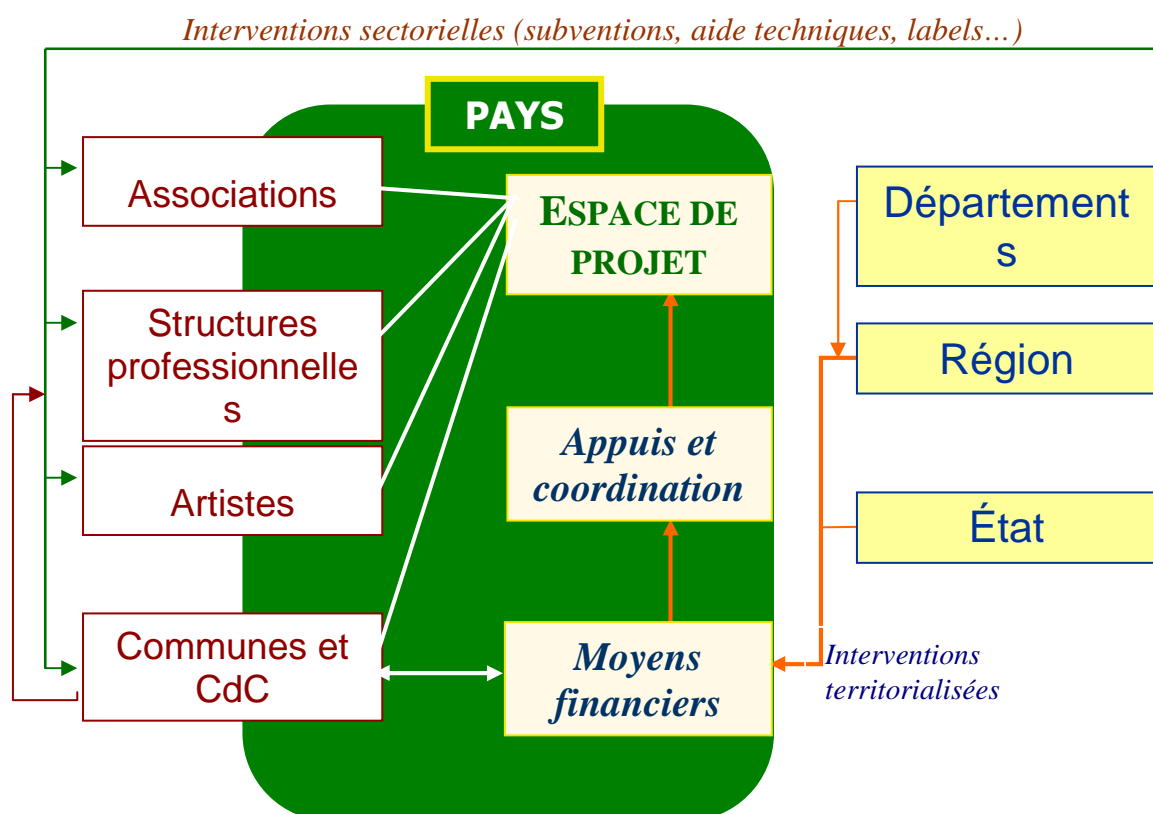 Interventions sectorielles (subventions, aide techniques, labels…)
PAYS
Associations
Structures
professionnelle
s
Artistes
Communes et
CdC
ESPACE DE
PROJET
Appuis et
coordination
Moyens
financiers
Département
s
Région
État
Interventions
territorialisées